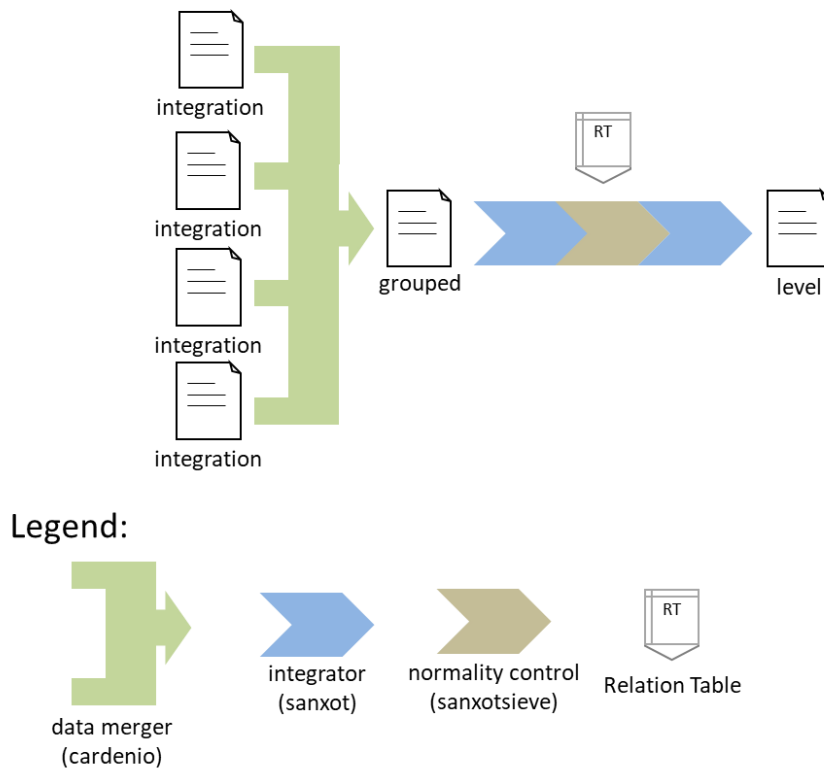 integration
integration
integration
integration
RT
grouped
level
Legend:
data merger
(cardenio)
integrator
(sanxot)
normality control
(sanxotsieve)
RT
Relation Table